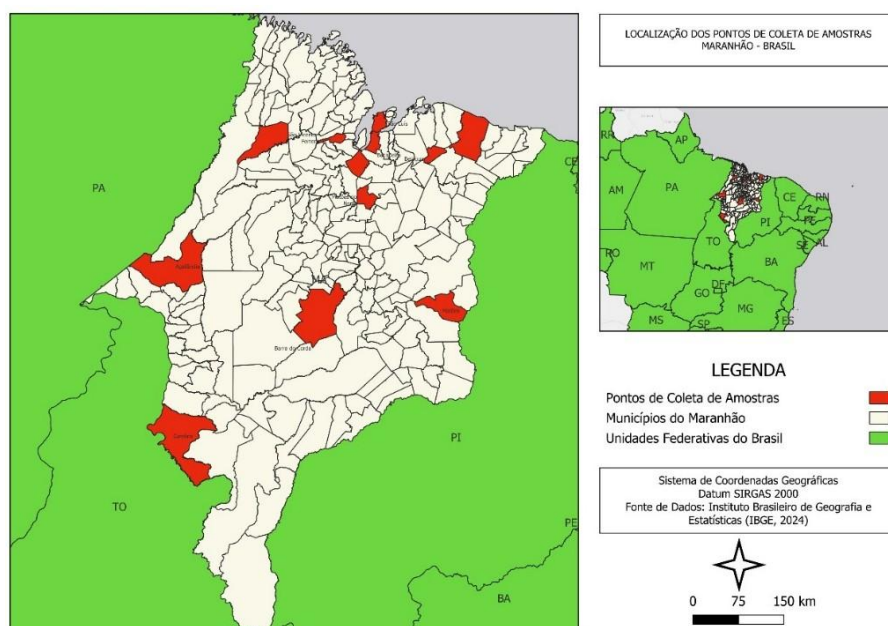 LOCALIZAÇÃO DOS PONTOS DE COLETA DE AMOSTRAS
MARANHÃO - BRASIL
PA
CE
TO
PI
PE
BA
Barra do Corda
RR
AP
AM
PA
CE
RN
PI
TO
SE
AL
RO
MT
BA
DF
GO
MG
MS
SP
ES
LEGENDA
Pontos de Coleta de Amostras
Municípios do Maranhão
Unidades Federativas do Brasil
Sistema de Coordenadas Geográficas
Datum SIRGAS 2000
Fonte de Dados: Instituto Brasileiro de Geografia e
Estatísticas (IBGE, 2024)
0 75 150 km